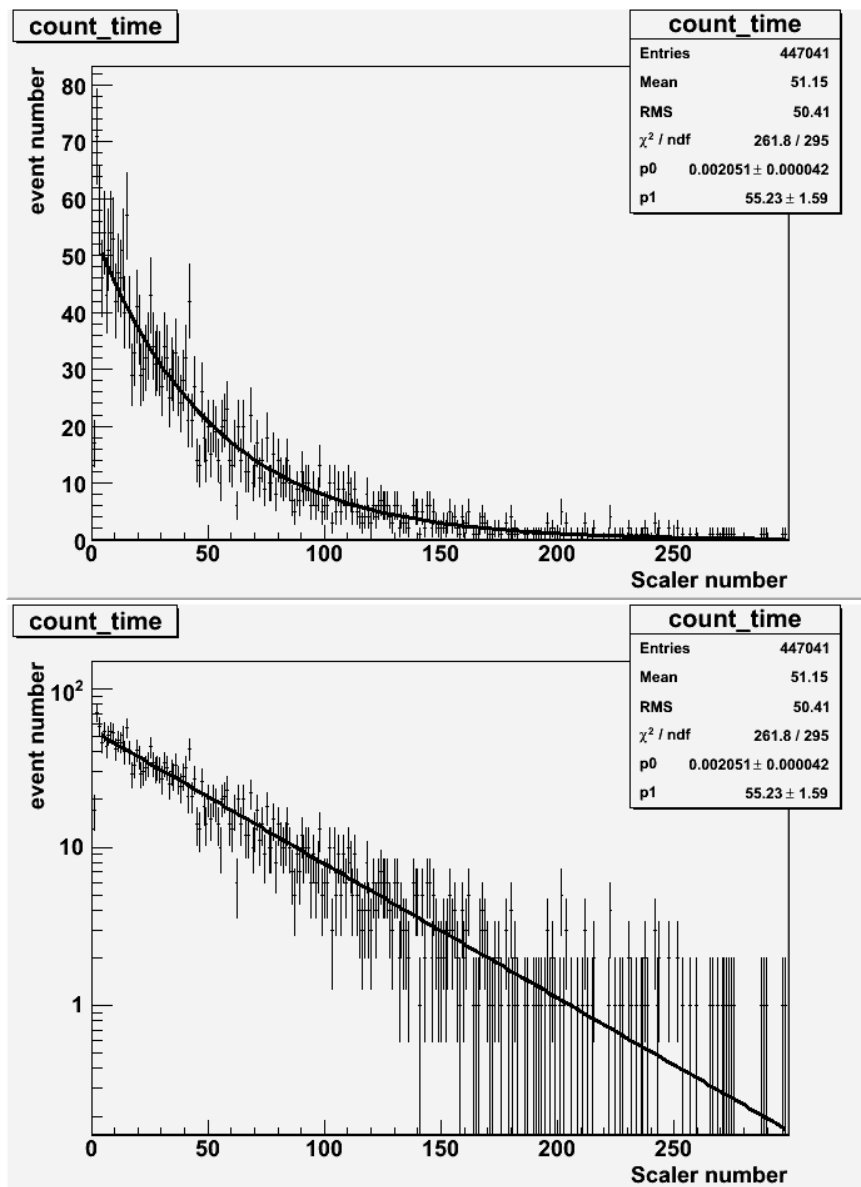 count_time
count_time
Entries 447041
Mean 51.15
RMS 50.41
χ² / ndf 261.8 / 295
p0 0.002051 ± 0.000042
p1 55.23 ± 1.59
event number
80
70
60
50
40
30
20
10
0
0 50 100 150 200 250
Scaler number
count_time
count_time
Entries 447041
Mean 51.15
RMS 50.41
χ² / ndf 261.8 / 295
p0 0.002051 ± 0.000042
p1 55.23 ± 1.59
event number
10²
10
1
0 50 100 150 200 250
Scaler number